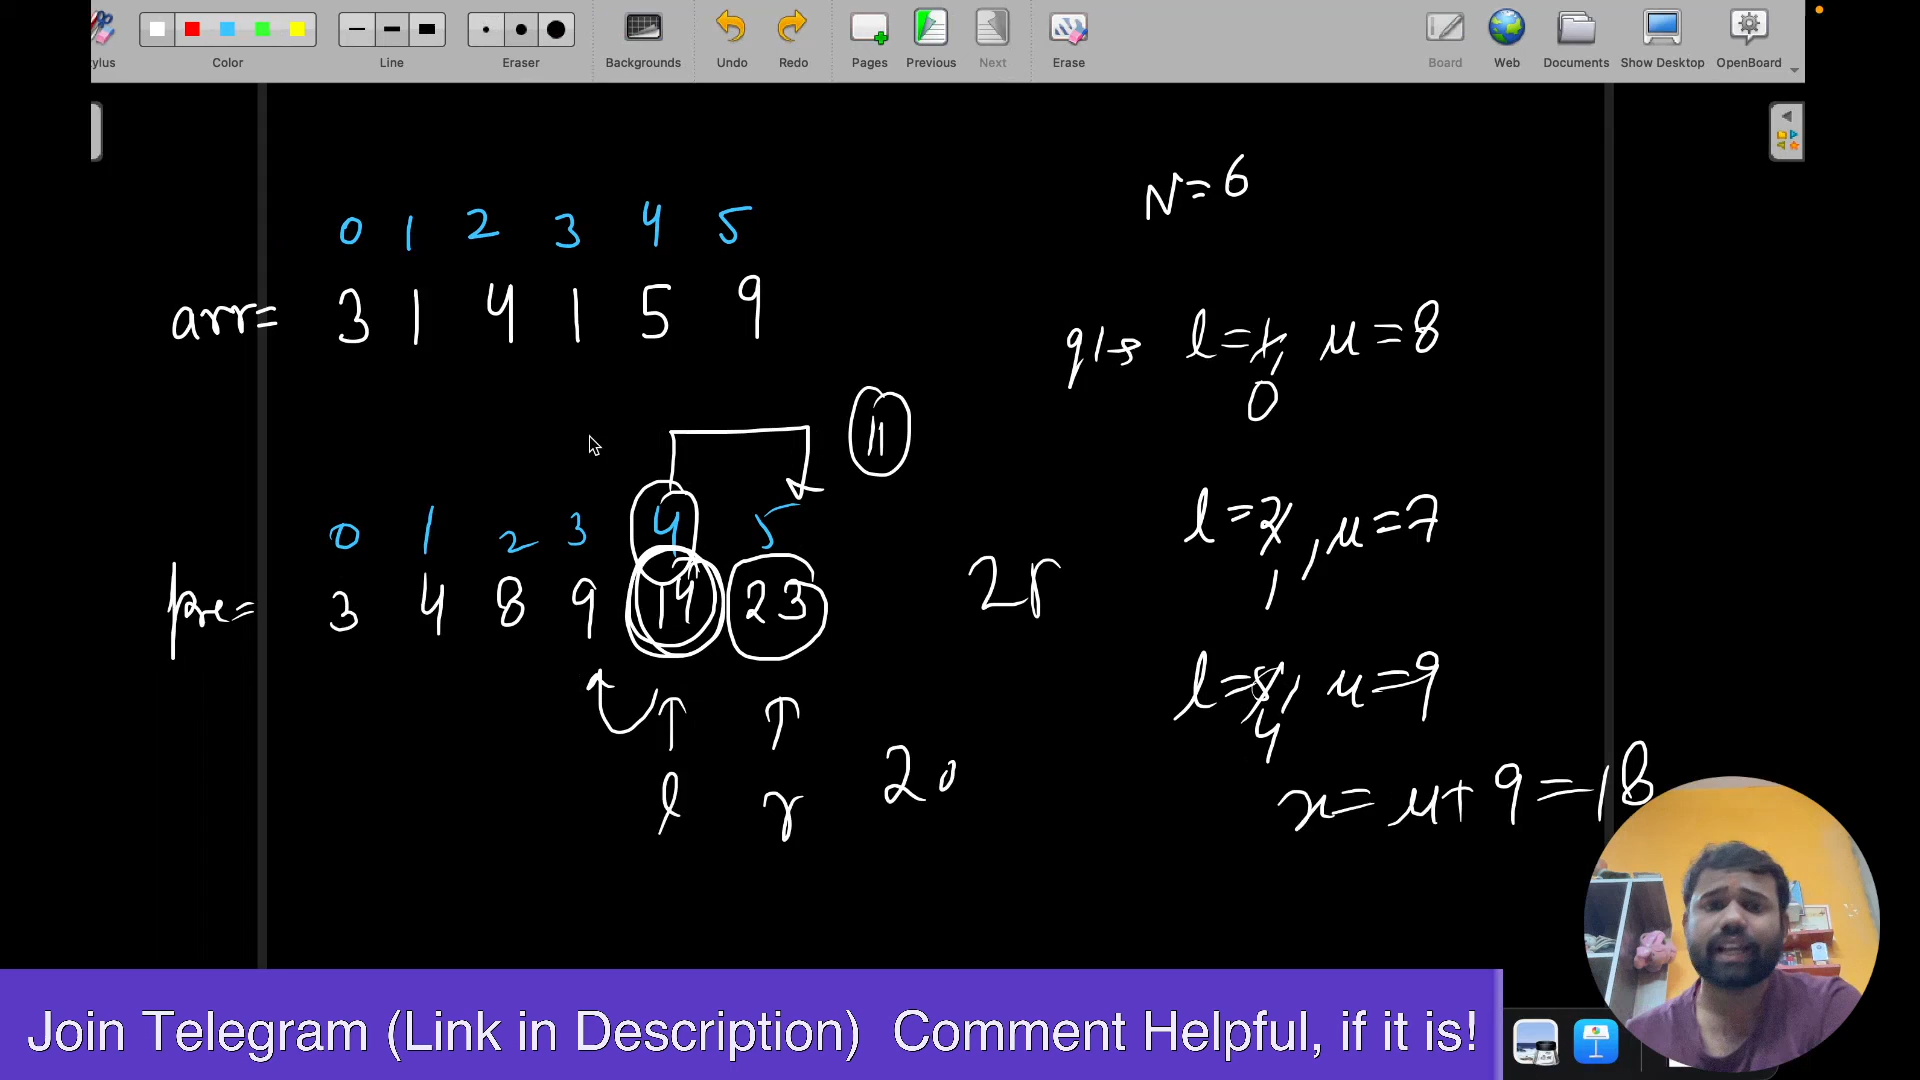 ylus Color Line Eraser Backgrounds Undo Redo Pages Previous Next Erase Board Web Documents Show Desktop OpenBoard
N=6
0 1 2 3 4 5
arr= 3 1 4 1 5 9
q1→ l=1, u=8
0
11
l=2, u=7
1
0 1 2 3 4 5
pre= 3 4 8 9 14 23
2r
l=5, u=9
4
l r
20
x= u+ 9=18
Join Telegram (Link in Description) Comment Helpful, if it is!